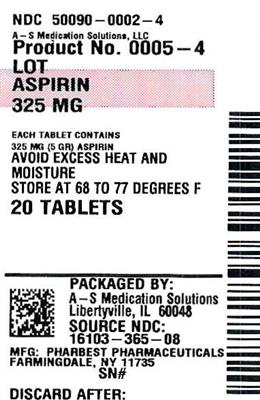 NDC 50090-0002-4
A-S Medication Solutions, LLC
Product No. 0005-4
LOT
ASPIRIN
325 MG
EACH TABLET CONTAINS
325 MG (5 GR) ASPIRIN
AVOID EXCESS HEAT AND
MOISTURE
STORE AT 68 TO 77 DEGREES F
20 TABLETS
PACKAGED BY:
A-S Medication Solutions
Libertyville, IL 60048
SOURCE NDC:
16103-365-08
MFG: PHARBEST PHARMACEUTICALS
FARMINGDALE, NY 11735
SN#
DISCARD AFTER: